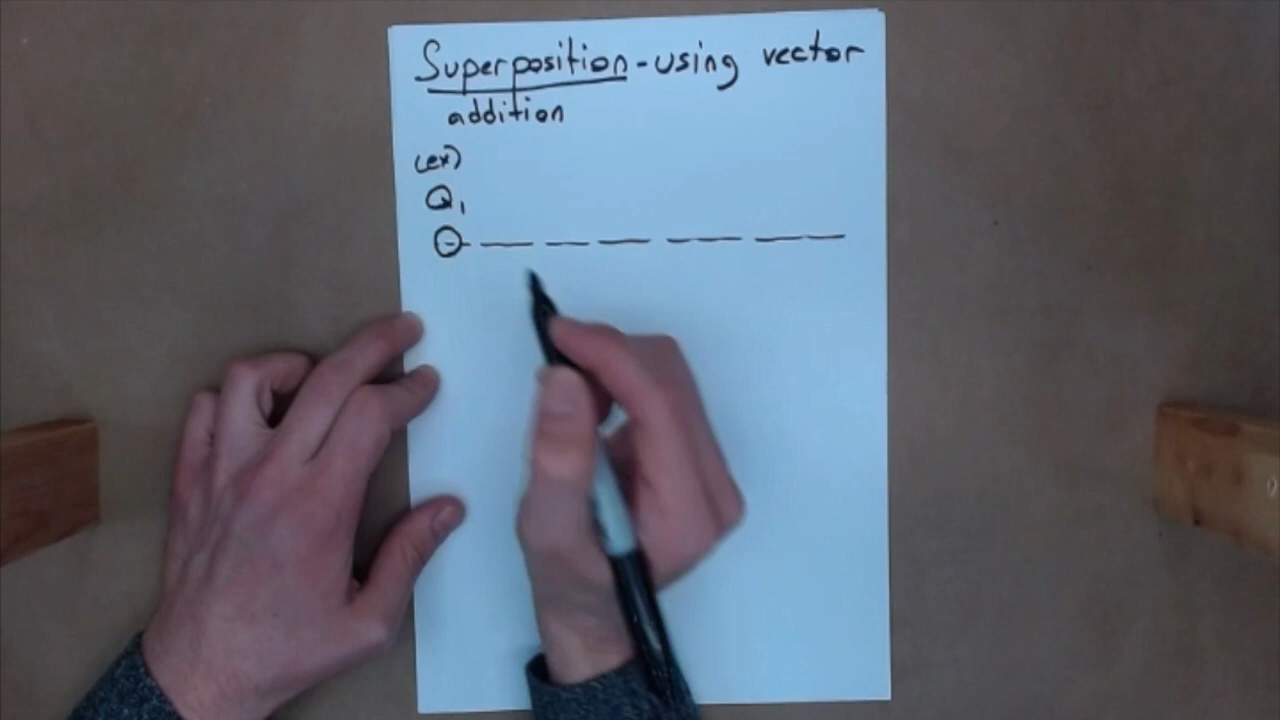 Superposition - using vector
addition
(ex)
Q₁
-